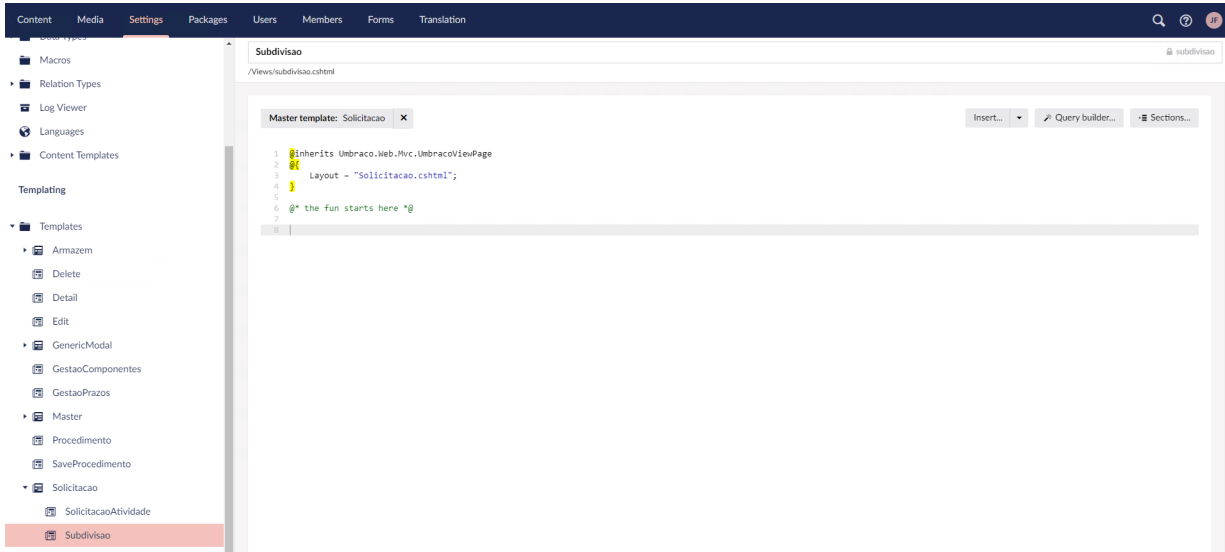 Content Media Settings Packages Users Members Forms Translation JF
Macros
Relation Types
Log Viewer
Languages
Content Templates
Templating
Templates
Armazem
Delete
Detail
Edit
GenericModal
GestaoComponentes
GestaoPrazos
Master
Procedimento
SaveProcedimento
Solicitacao
SolicitacaoAtividade
Subdivisao
Subdivisao subdivisao
/Views/subdivisao.cshtml
Master template: Solicitacao × Insert... Query builder... Sections...
1 @inherits Umbraco.Web.Mvc.UmbracoViewPage
2 @{
3 Layout = "Solicitacao.cshtml";
4 }
5
6 @* the fun starts here *@
7
8